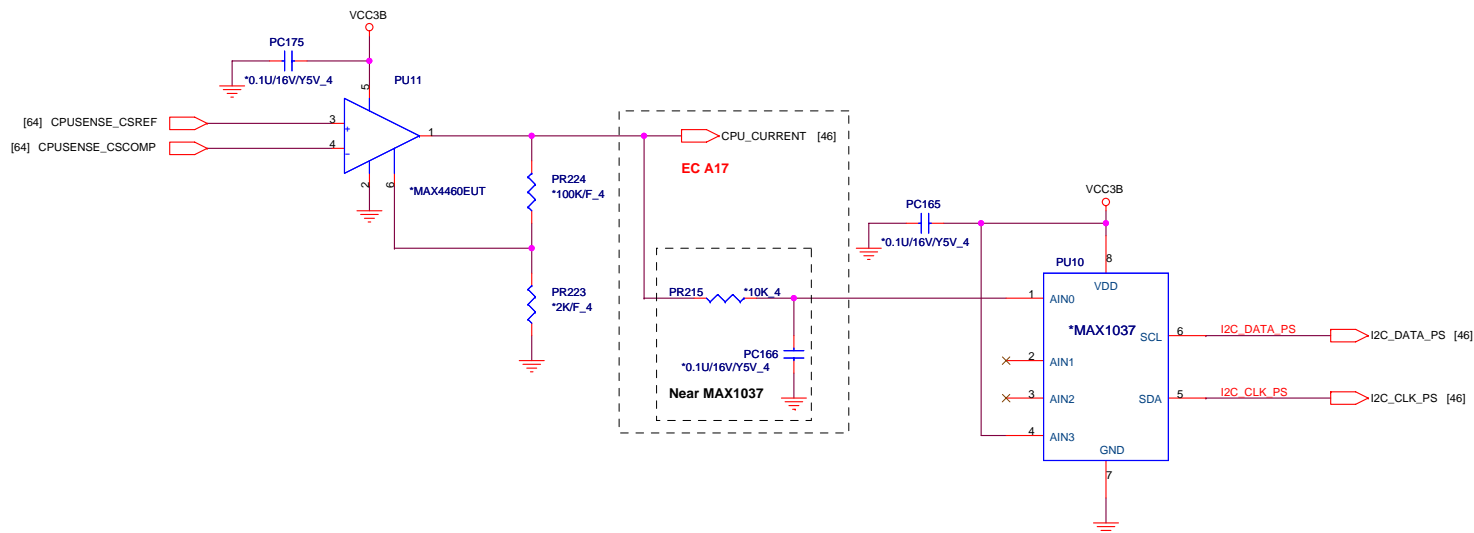 VCC3B
PC175
*0.1U/16V/Y5V_4
5
PU11
[64] CPUSENSE_CSREF
3
+
1
[64] CPUSENSE_CSCOMP
4
-
2
6
*MAX4460EUT
CPU_CURRENT [46]
EC A17
PR224
*100K/F_4
PR223
*2K/F_4
PR215
*10K_4
PC166
*0.1U/16V/Y5V_4
Near MAX1037
VCC3B
PC165
*0.1U/16V/Y5V_4
PU10
8
VDD
1
AIN0
*MAX1037
SCL
6
I2C_DATA_PS
I2C_DATA_PS [46]
2
AIN1
3
AIN2
SDA
5
I2C_CLK_PS
I2C_CLK_PS [46]
4
AIN3
GND
7